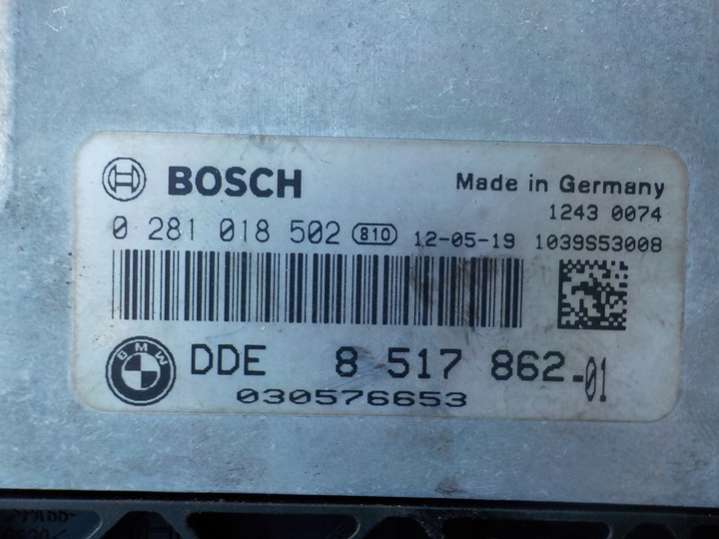 BOSCH
Made in Germany
1243 0074
0 281 018 502 810 12-05-19 1039S53008
BMW
DDE 8 517 862-01
030576653